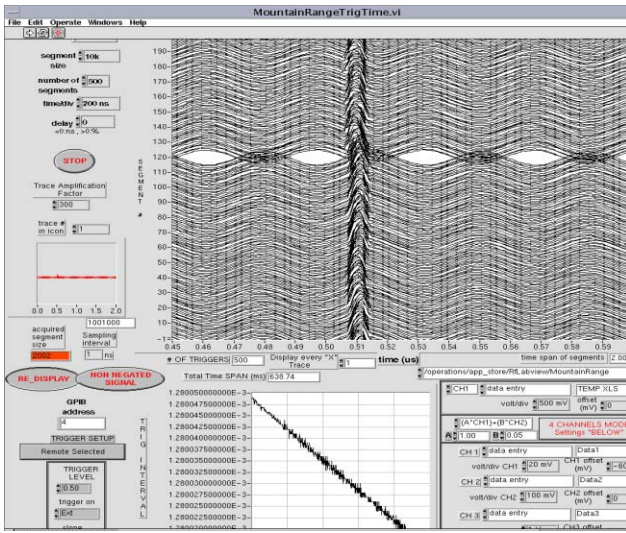 MountainRangeTrigTime.vi
File Edit Operate Windows Help
segment size 10k
number of segments 500
time/div 200 ns
delay 0
<0:ns , >0:%
STOP
Trace Amplification Factor
300
trace # in icon 1
0.0 0.5 1.0 1.5 2.0
1001000
acquired segment size
2002
Sampling interval
1 ns
RE_DISPLAY
NON NEGATED SIGNAL
GPIB address
4
TRIGGER SETUP
Remote Selected
TRIGGER LEVEL
0.50
trigger on
Ext
slope
SEGMENT #
190-
180-
170-
160-
150-
140-
130-
120-
110-
100-
90-
80-
70-
60-
50-
40-
30-
20-
10-
-1-
0.45 0.46 0.47 0.48 0.49 0.50 0.51 0.52 0.53 0.54 0.55 0.56 0.57 0.58 0.59
# OF TRIGGERS 500
Display every "X" Trace 1
time (us)
time span of segments 2.00
Total Time SPAN (ms) 638.74
/operations/app_store/RfLabview/MountainRange
TRIG INTERVAL
1.280050000000E-3-
1.280047500000E-3-
1.280045000000E-3-
1.280042500000E-3-
1.280040000000E-3-
1.280037500000E-3-
1.280035000000E-3-
1.280032500000E-3-
1.280030000000E-3-
1.280027500000E-3-
1.280025000000E-3-
1.280022500000E-3-
CH1 data entry TEMP.XLS
volt/div 500 mV offset (mV) 0
(A*CH1)+(B*CH2)
A 1.00 B 0.05
4 CHANNELS MODE
Settings "BELOW"
CH 1 data entry Data1
volt/div CH1 20 mV CH1 offset (mV)
CH 2 data entry Data2
volt/div CH2 100 mV CH2 offset (mV) 0
CH 3 data entry Data3
CH3 offset